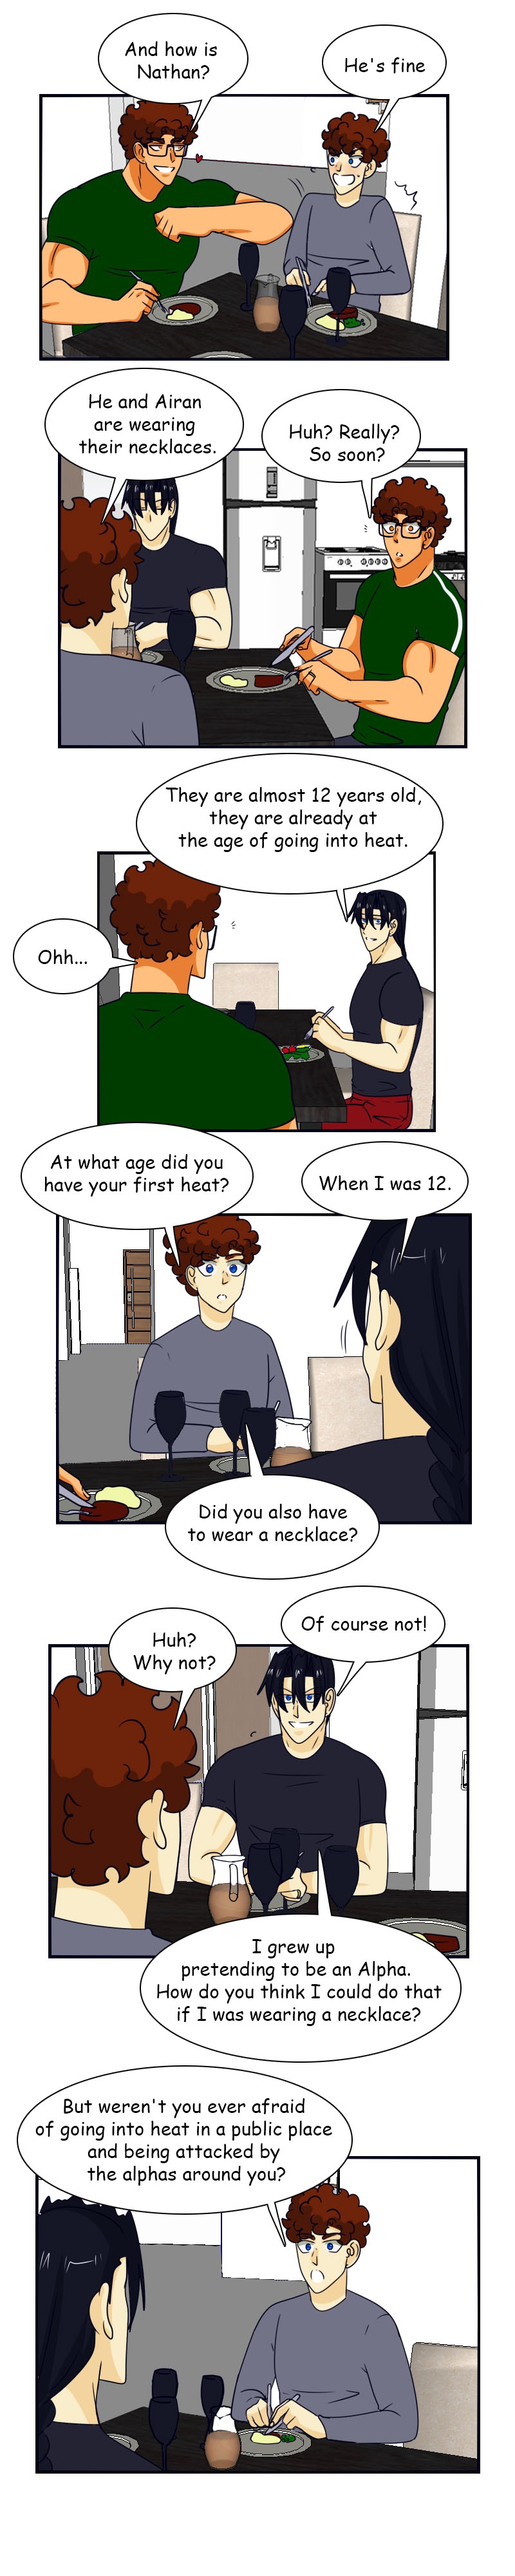 And how is
Nathan?
He's fine
He and Airan
are wearing
their necklaces.
Huh? Really?
So soon?
They are almost 12 years old,
they are already at
the age of going into heat.
Ohh...
At what age did you
have your first heat?
When I was 12.
Did you also have
to wear a necklace?
Of course not!
Huh?
Why not?
I grew up
pretending to be an Alpha.
How do you think I could do that
if I was wearing a necklace?
But weren't you ever afraid
of going into heat in a public place
and being attacked by
the alphas around you?